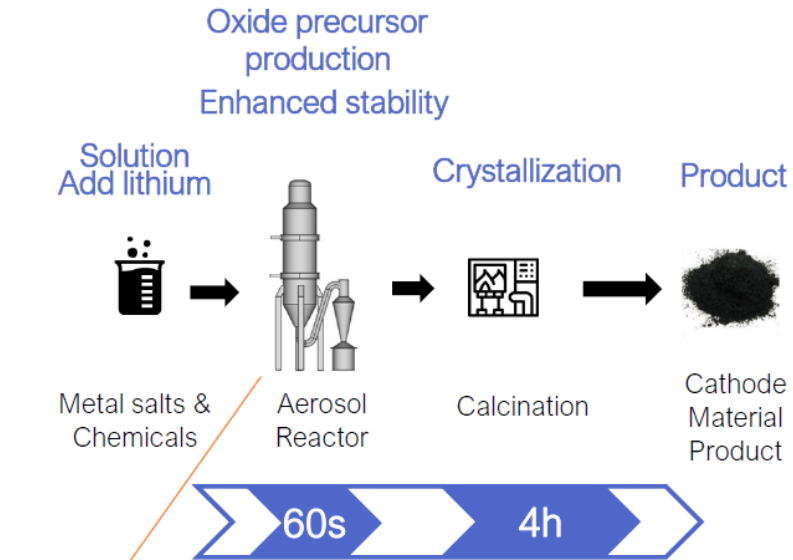 Oxide precursor
production
Enhanced stability
Solution
Add lithium
Crystallization
Product
Metal salts &
Chemicals
Aerosol
Reactor
Calcination
Cathode
Material
Product
60s
4h